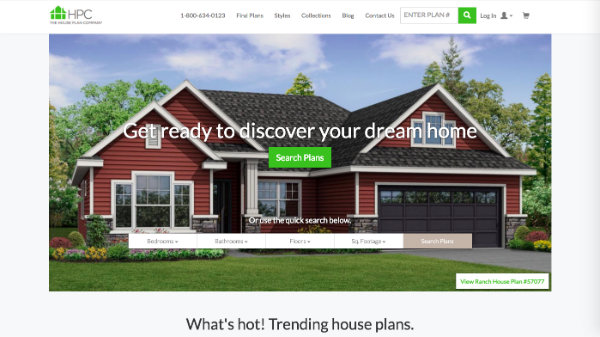 HPC
THE HOUSE PLAN COMPANY
1-800-634-0123
Find Plans
Styles
Collections
Blog
Contact Us
ENTER PLAN #
Log In
Get ready to discover your dream home
Search Plans
Or use the quick search below.
Bedrooms
Bathrooms
Floors
Sq Footage
Search Plans
View Ranch House Plan #57077
What's hot! Trending house plans.